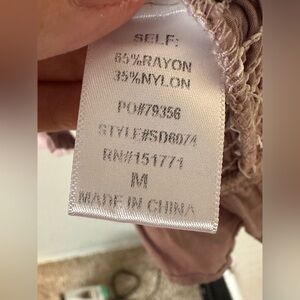 SELF:
65%RAYON
35%NYLON
PO#79356
STYLE#SD6074
RN#151771
M
MADE IN CHINA